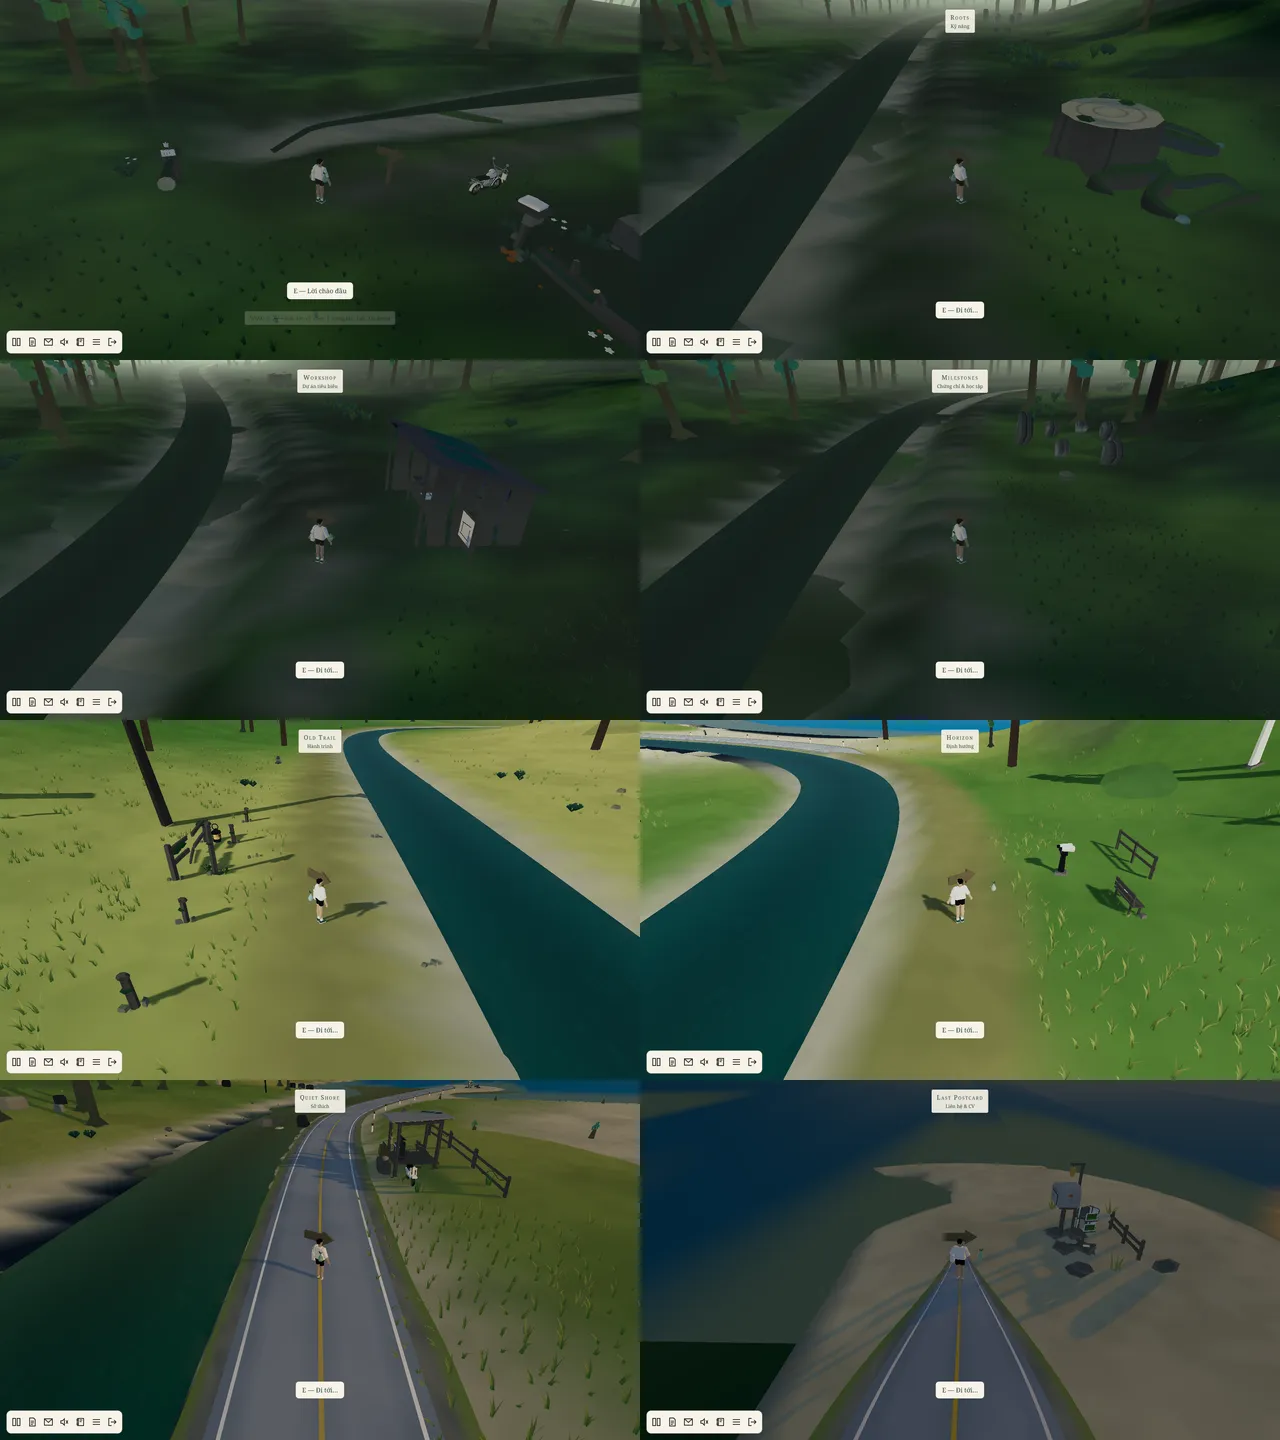 E — Lời chào đầu
ROOTS
Kỹ năng
E — Đi tới...
WORKSHOP
Dự án tiêu biểu
E — Đi tới...
MILESTONES
Chứng chỉ & học tập
E — Đi tới...
OLD TRAIL
Hành trình
E — Đi tới...
HORIZON
Định hướng
E — Đi tới...
QUIET SHORE
Sở thích
E — Đi tới...
LAST POSTCARD
Liên hệ & CV
E — Đi tới...